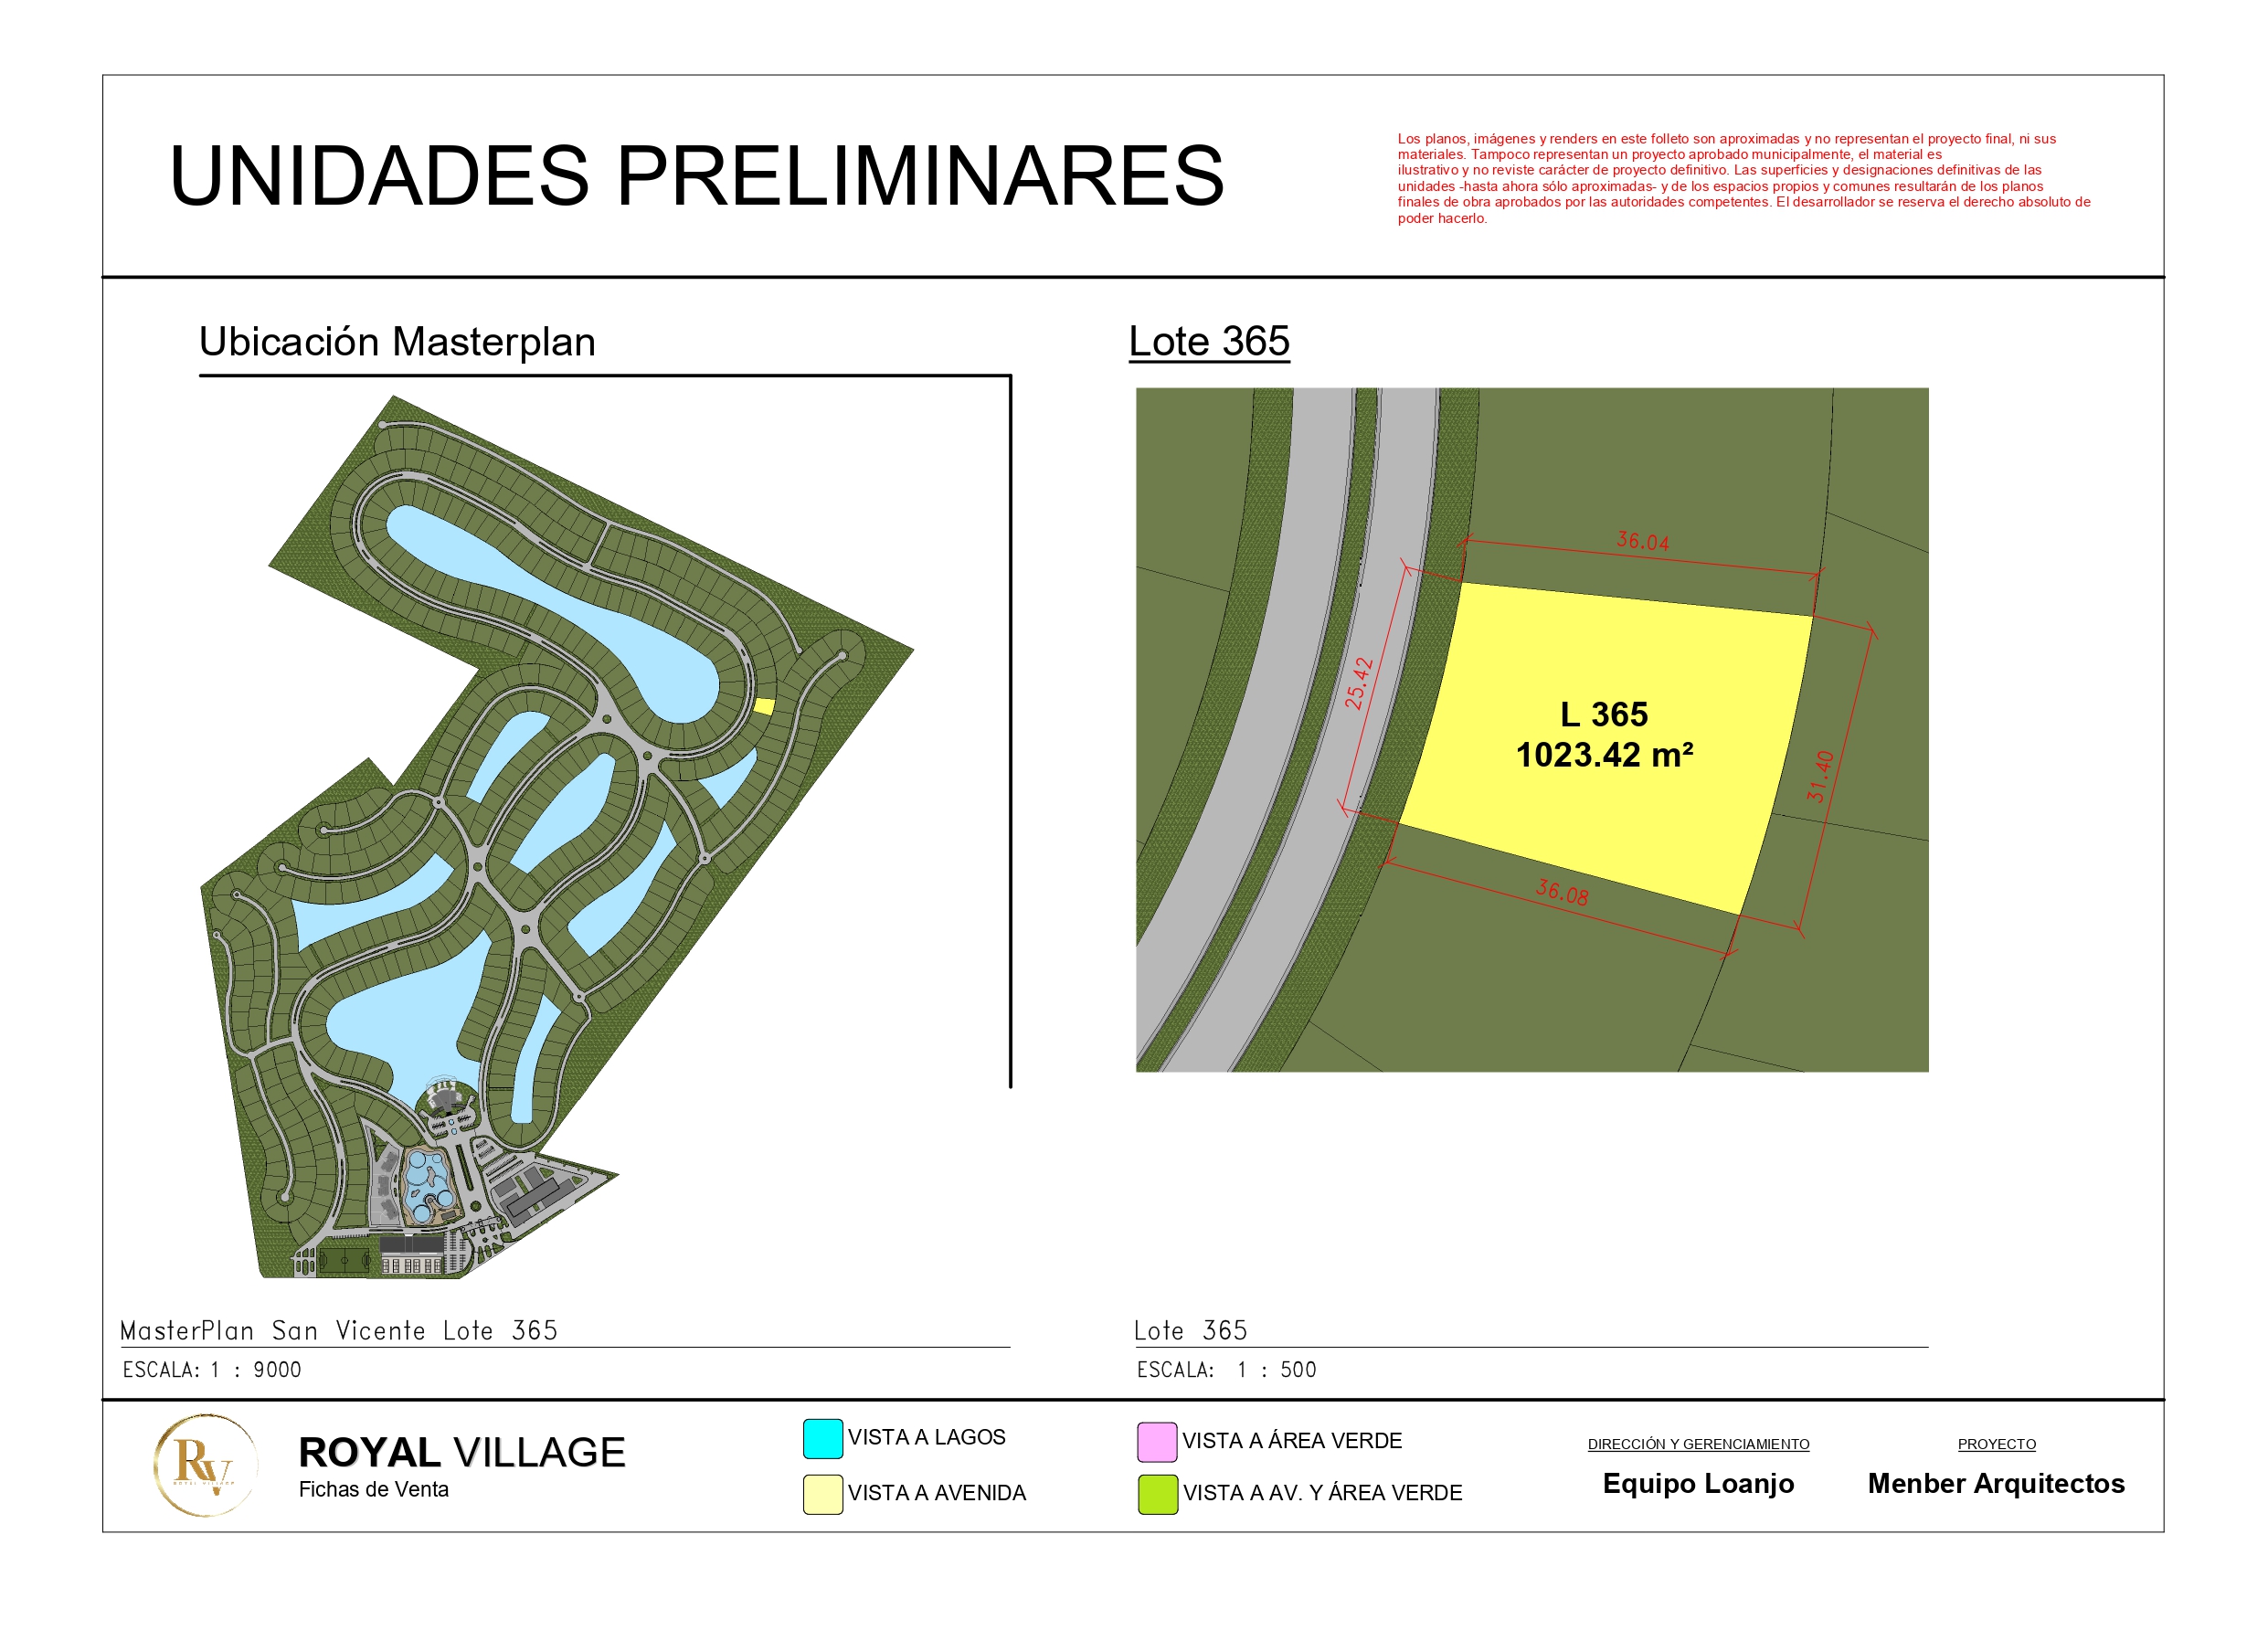 UNIDADES PRELIMINARES
Los planos, imágenes y renders en este folleto son aproximadas y no representan el proyecto final, ni sus
materiales. Tampoco representan un proyecto aprobado municipalmente, el material es
ilustrativo y no reviste carácter de proyecto definitivo. Las superficies y designaciones definitivas de las
unidades -hasta ahora sólo aproximadas- y de los espacios propios y comunes resultarán de los planos
finales de obra aprobados por las autoridades competentes. El desarrollador se reserva el derecho absoluto de
poder hacerlo.
Ubicación Masterplan
Lote 365
36.04
25.42
L 365
1023.42 m²
31.40
36.08
MasterPlan San Vicente Lote 365
ESCALA: 1 : 9000
Lote 365
ESCALA: 1 : 500
RV
ROYAL VILLAGE
ROYAL VILLAGE
Fichas de Venta
VISTA A LAGOS
VISTA A AVENIDA
VISTA A ÁREA VERDE
VISTA A AV. Y ÁREA VERDE
DIRECCIÓN Y GERENCIAMIENTO
Equipo Loanjo
PROYECTO
Menber Arquitectos